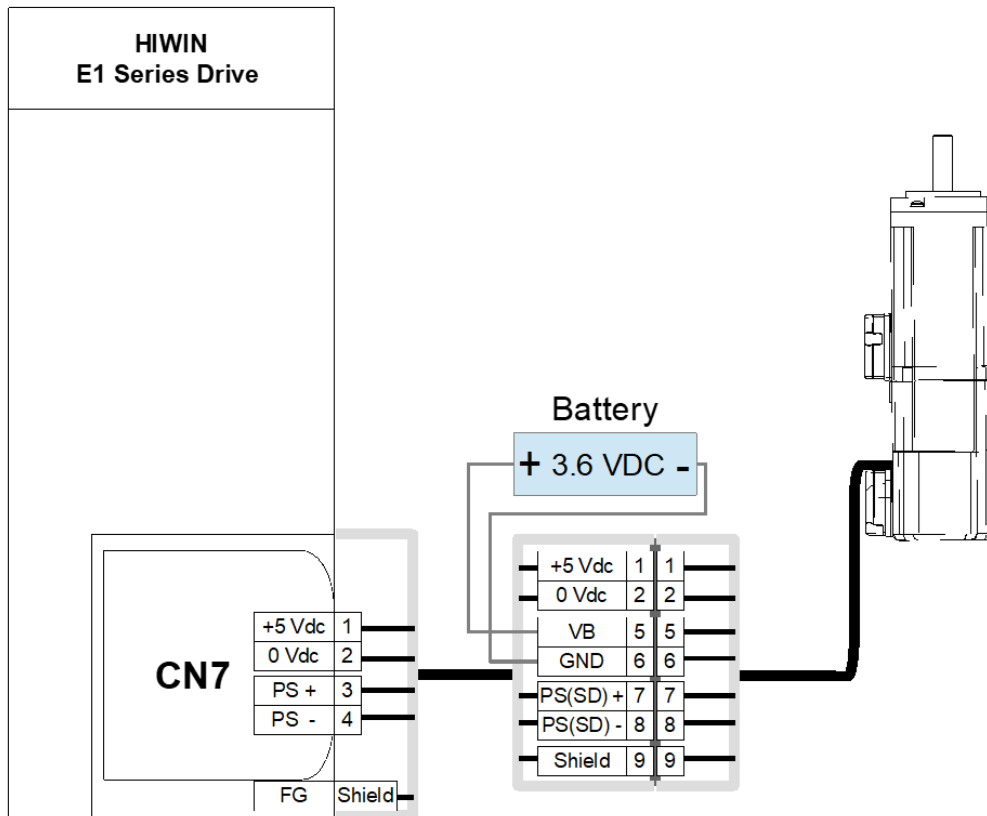 HIWIN
E1 Series Drive
Battery
+ 3.6 VDC -
+5 Vdc 1 1
0 Vdc 2 2
VB 5 5
GND 6 6
PS(SD) + 7 7
PS(SD) - 8 8
Shield 9 9
CN7
+5 Vdc 1
0 Vdc 2
PS + 3
PS - 4
FG Shield